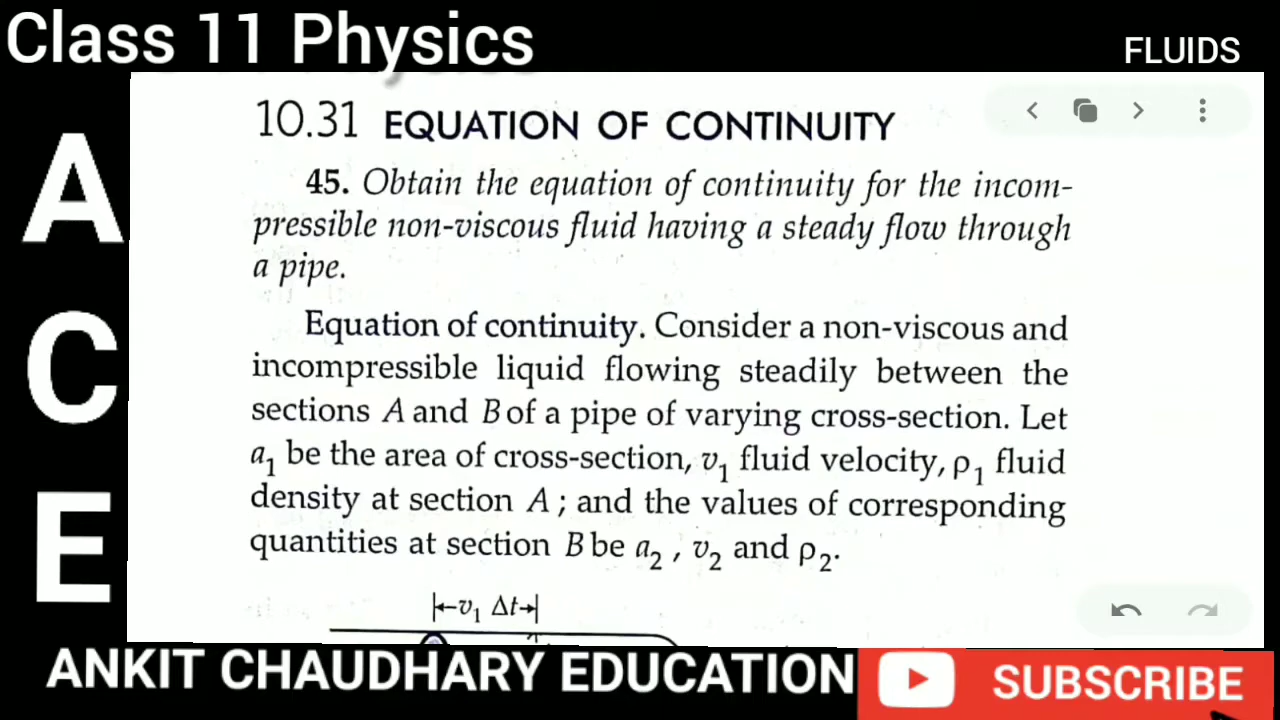 Class 11 Physics
FLUIDS
A
C
E
10.31 EQUATION OF CONTINUITY
45. Obtain the equation of continuity for the incom-
pressible non-viscous fluid having a steady flow through
a pipe.
Equation of continuity. Consider a non-viscous and
incompressible liquid flowing steadily between the
sections A and B of a pipe of varying cross-section. Let
a₁ be the area of cross-section, v₁ fluid velocity, ρ₁ fluid
density at section A ; and the values of corresponding
quantities at section B be a₂ , v₂ and ρ₂.
v₁ Δt
ANKIT CHAUDHARY EDUCATION
SUBSCRIBE